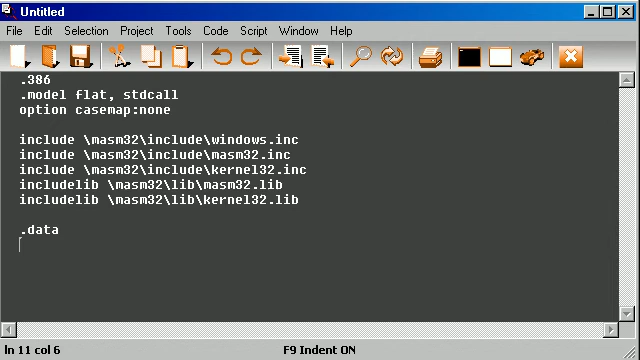 Untitled
File Edit Selection Project Tools Code Script Window Help
.386
.model flat, stdcall
option casemap:none
include \masm32\include\windows.inc
include \masm32\include\masm32.inc
include \masm32\include\kernel32.inc
includelib \masm32\lib\masm32.lib
includelib \masm32\lib\kernel32.lib
.data
ln 11 col 6 F9 Indent ON